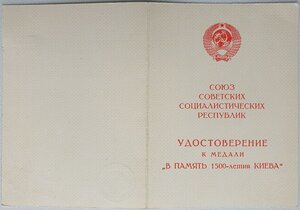 СОЮЗ
СОВЕТСКИХ
СОЦИАЛИСТИЧЕСКИХ
РЕСПУБЛИК
УДОСТОВЕРЕНИЕ
К МЕДАЛИ
„В ПАМЯТЬ 1500-летия КИЕВА“